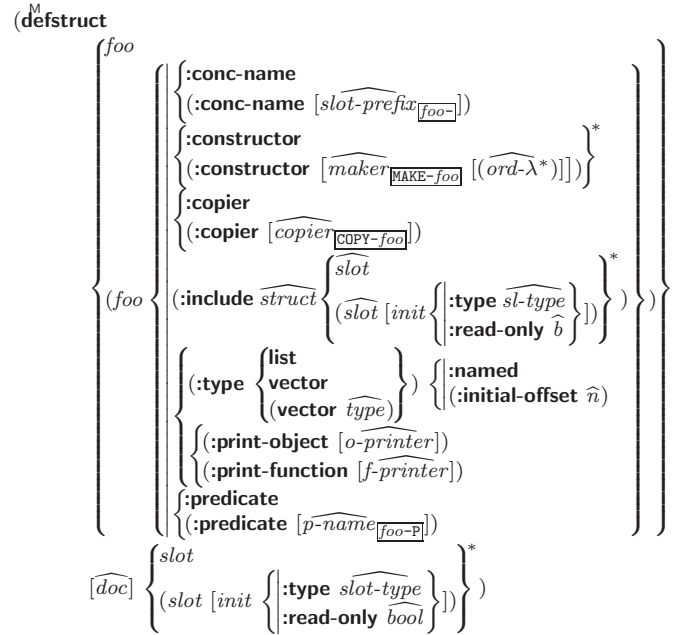 (defstruct M
foo
:conc-name
(:conc-name [slot-prefix foo-])
:constructor
(:constructor [maker MAKE-foo [(ord-λ*)]])*
:copier
(:copier [copier COPY-foo])
(foo (:include struct slot
(slot [init :type sl-type
:read-only b ])* ) )
(:type list
vector
(vector type) ) :named
(:initial-offset n)
(:print-object [o-printer])
(:print-function [f-printer])
:predicate
(:predicate [p-name foo-P])
[doc] slot
(slot [init :type slot-type
:read-only bool ])* )